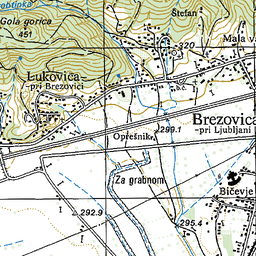 Štefan
Gola gorica
451
Mala v
320
Lukovica
pri Brezovici
b.č.
Brezovica
pri Ljubljani
299.1
Oprešnik
Za grabnom
Bičevje
292.9
295.4
I
I
I
I